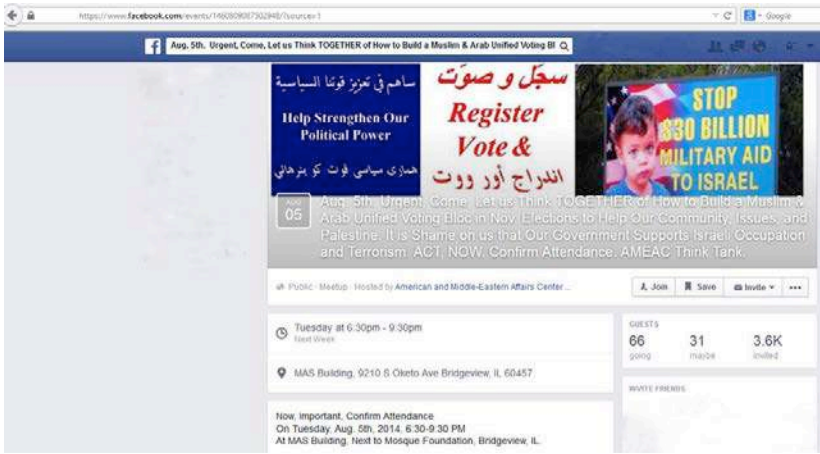 https://www.facebook.com/events/1460809087502948/?source=1
Google
Aug. 5th. Urgent, Come, Let us Think TOGETHER of How to Build a Muslim & Arab Unified Voting Bl
ساهم في تعزيز قوتنا السياسية
Help Strengthen Our
Political Power
ھماری سیاسی قوت کو بڑھائیں
سجّل و صوّت
Register
Vote &
اندراج أور ووت
STOP
$30 BILLION
MILITARY AID
TO ISRAEL
AUG
05
Aug. 5th, Urgent, Come, Let us Think TOGETHER of How to Build a Muslim &
Arab Unified Voting Bloc in Nov. Elections to Help Our Community, Issues, and
Palestine. It is Shame on us that Our Government Supports Israeli Occupation
and Terrorism. ACT, NOW. Confirm Attendance. AMEAC Think Tank.
Public · Meetup · Hosted by American and Middle-Eastern Affairs Center ...
Join
Save
Invite
Tuesday at 6:30pm - 9:30pm
Next Week
MAS Building, 9210 S Oketo Ave Bridgeview, IL 60457
GUESTS
66 31 3.6K
going maybe invited
INVITE FRIENDS
Now, Important, Confirm Attendance
On Tuesday, Aug. 5th, 2014, 6:30-9:30 PM
At MAS Building, Next to Mosque Foundation, Bridgeview, IL.